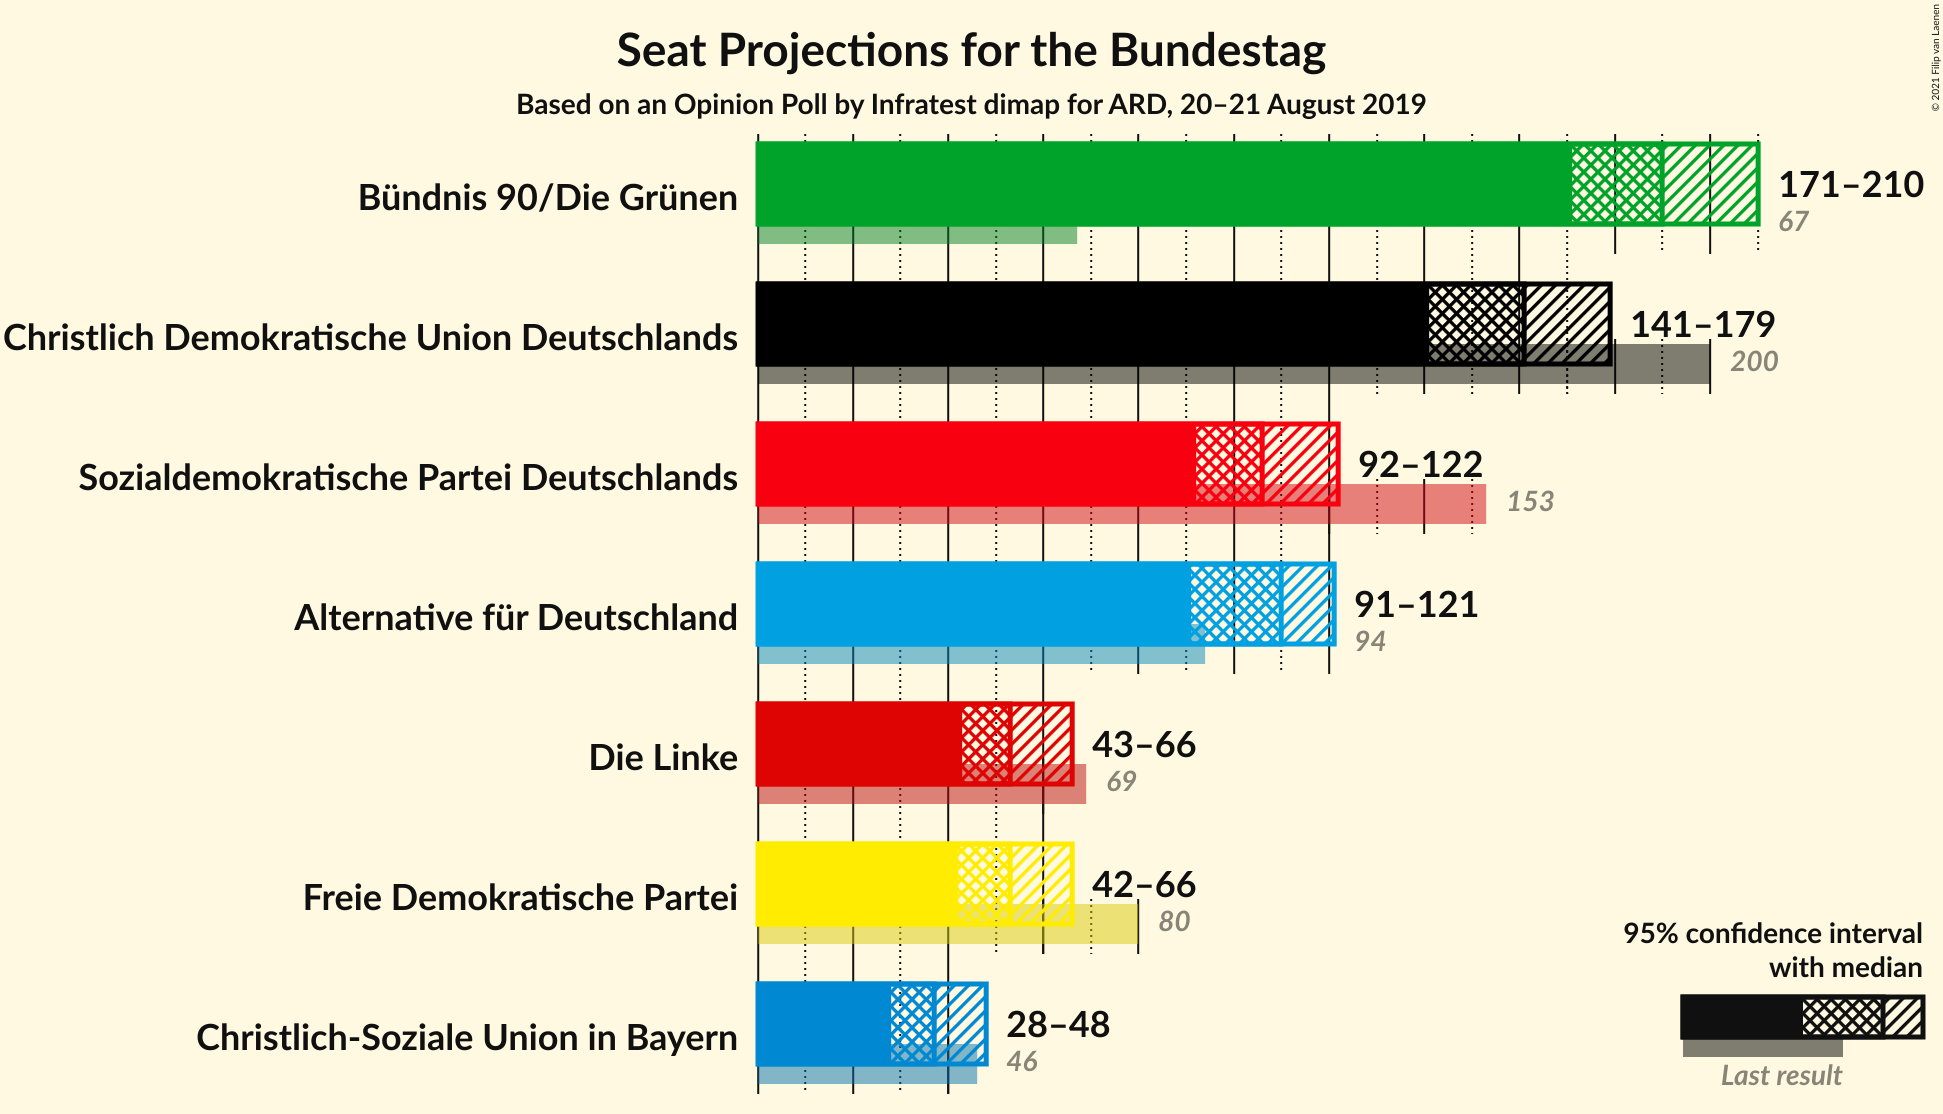 Seat Projections for the Bundestag
Based on an Opinion Poll by Infratest dimap for ARD, 20–21 August 2019
© 2021 Filip van Laenen
Bündnis 90/Die Grünen
171–210
67
Christlich Demokratische Union Deutschlands
141–179
200
Sozialdemokratische Partei Deutschlands
92–122
153
Alternative für Deutschland
91–121
94
Die Linke
43–66
69
Freie Demokratische Partei
42–66
80
Christlich-Soziale Union in Bayern
28–48
46
95% confidence interval
with median
Last result